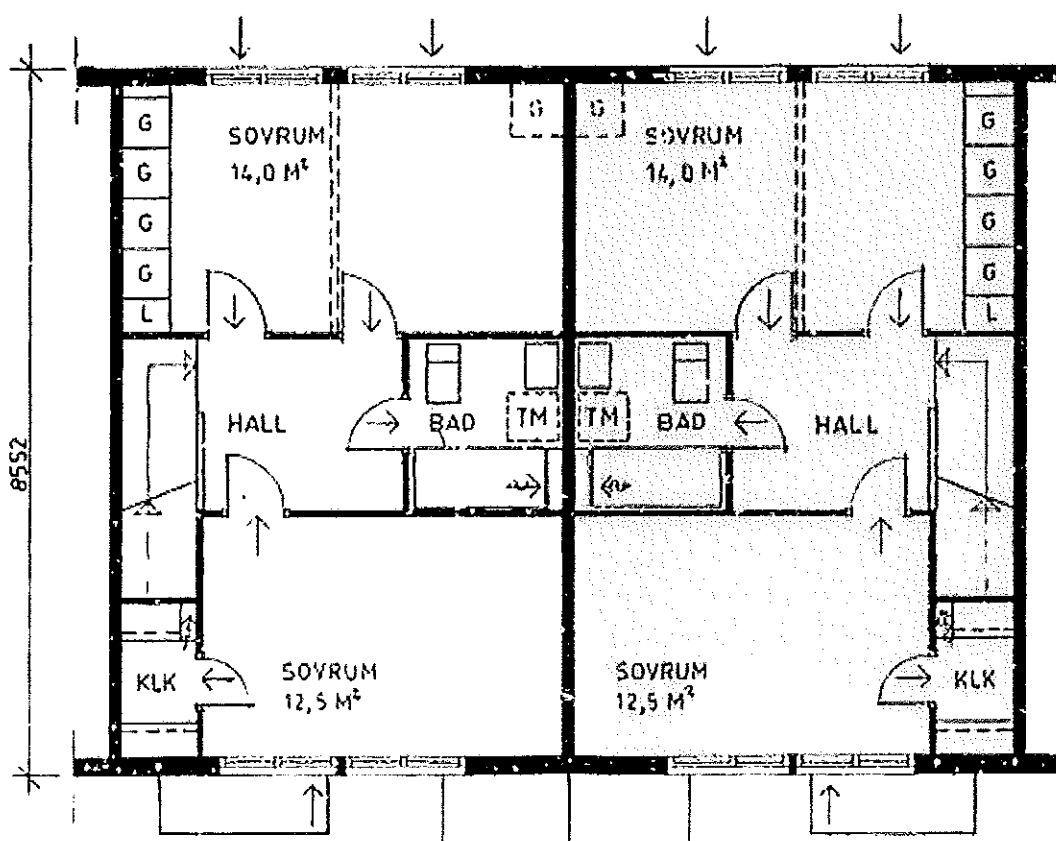 G
G
G
G
L
SOVRUM
14,0 M²
G
G
SOVRUM
14,0 M²
G
G
G
G
L
HALL
BAD
TM
TM
BAD
HALL
8552
KLK
SOVRUM
12,5 M²
SOVRUM
12,5 M²
KLK